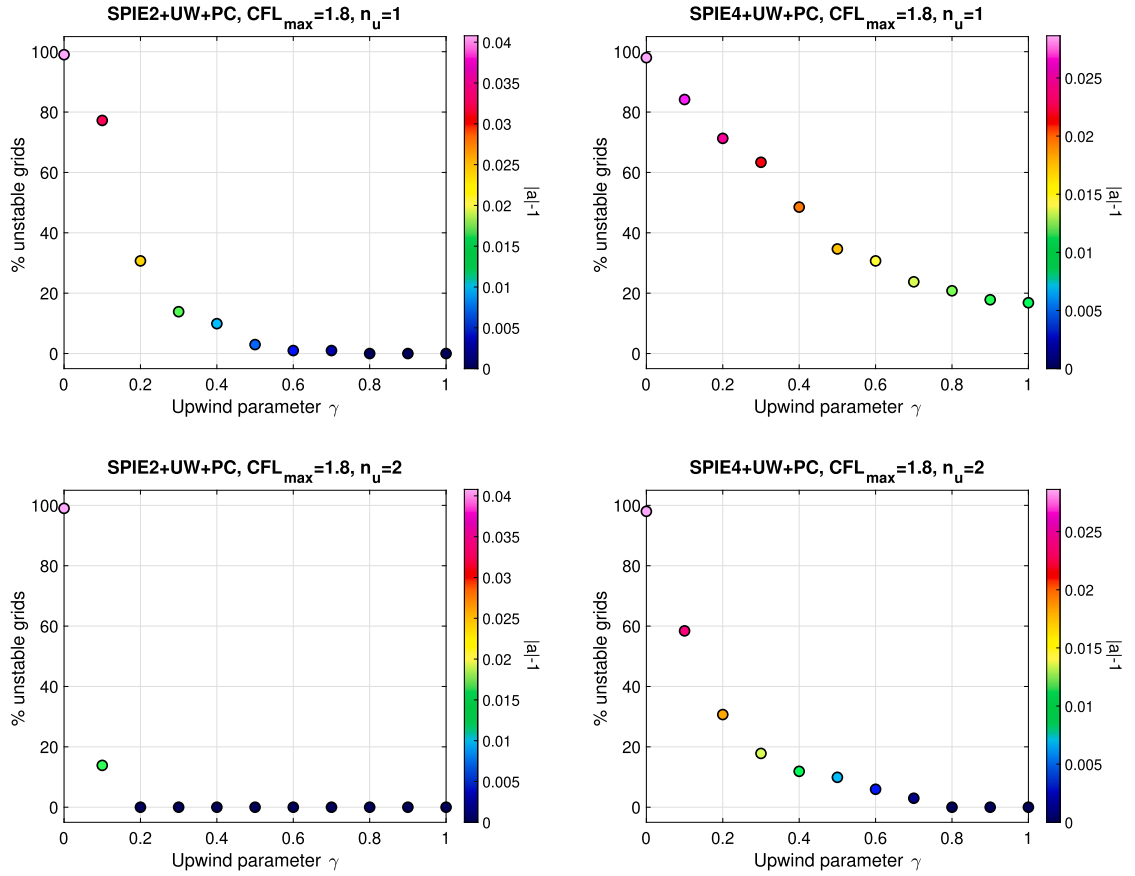 SPIE2+UW+PC, CFLmax=1.8, nu=1
100
80
60
40
20
0
% unstable grids
0 0.2 0.4 0.6 0.8 1
Upwind parameter γ
0.04
0.035
0.03
0.025
0.02
0.015
0.01
0.005
0
|a|-1
SPIE4+UW+PC, CFLmax=1.8, nu=1
100
80
60
40
20
0
% unstable grids
0 0.2 0.4 0.6 0.8 1
Upwind parameter γ
0.025
0.02
0.015
0.01
0.005
0
|a|-1
SPIE2+UW+PC, CFLmax=1.8, nu=2
100
80
60
40
20
0
% unstable grids
0 0.2 0.4 0.6 0.8 1
Upwind parameter γ
0.04
0.035
0.03
0.025
0.02
0.015
0.01
0.005
0
|a|-1
SPIE4+UW+PC, CFLmax=1.8, nu=2
100
80
60
40
20
0
% unstable grids
0 0.2 0.4 0.6 0.8 1
Upwind parameter γ
0.025
0.02
0.015
0.01
0.005
0
|a|-1